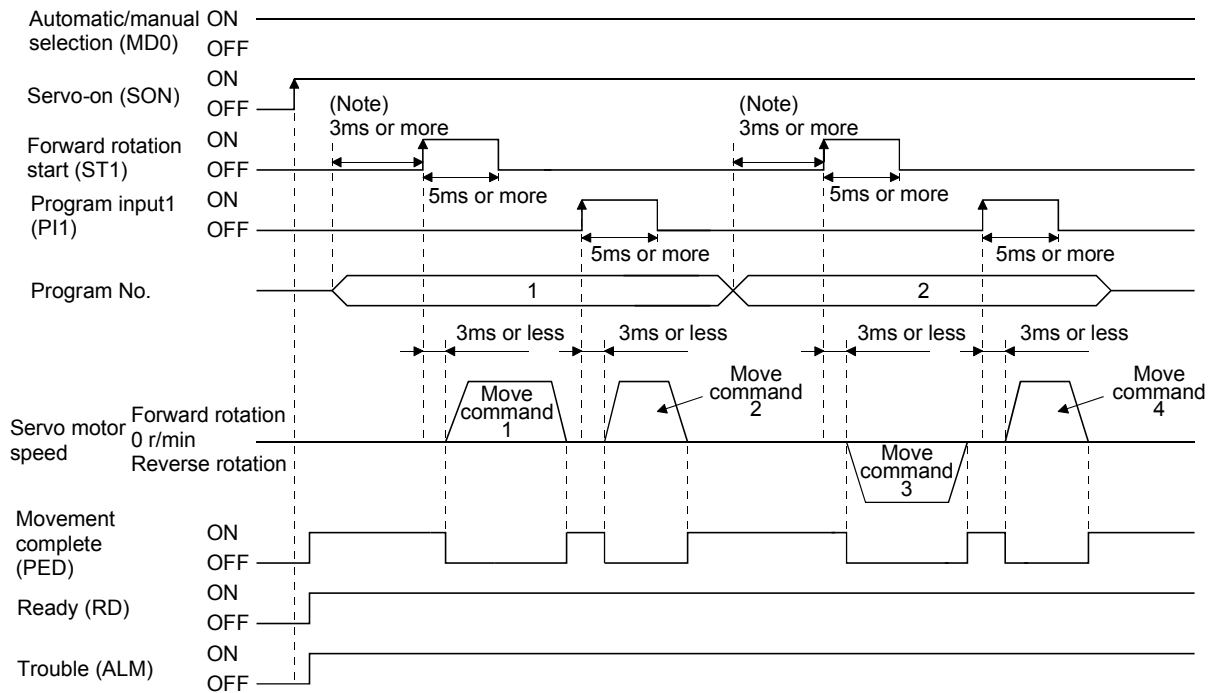 Automatic/manual ON
selection (MD0) OFF
ON
Servo-on (SON)
OFF
(Note)
3ms or more
(Note)
3ms or more
Forward rotation ON
start (ST1) OFF
5ms or more
5ms or more
Program input1 ON
(PI1) OFF
5ms or more
5ms or more
Program No.
1
2
3ms or less
3ms or less
3ms or less
3ms or less
Servo motor
speed
Forward rotation
0 r/min
Reverse rotation
Move
command
1
Move
command
2
Move
command
3
Move
command
4
Movement
complete
(PED)
ON
OFF
Ready (RD)
ON
OFF
Trouble (ALM)
ON
OFF